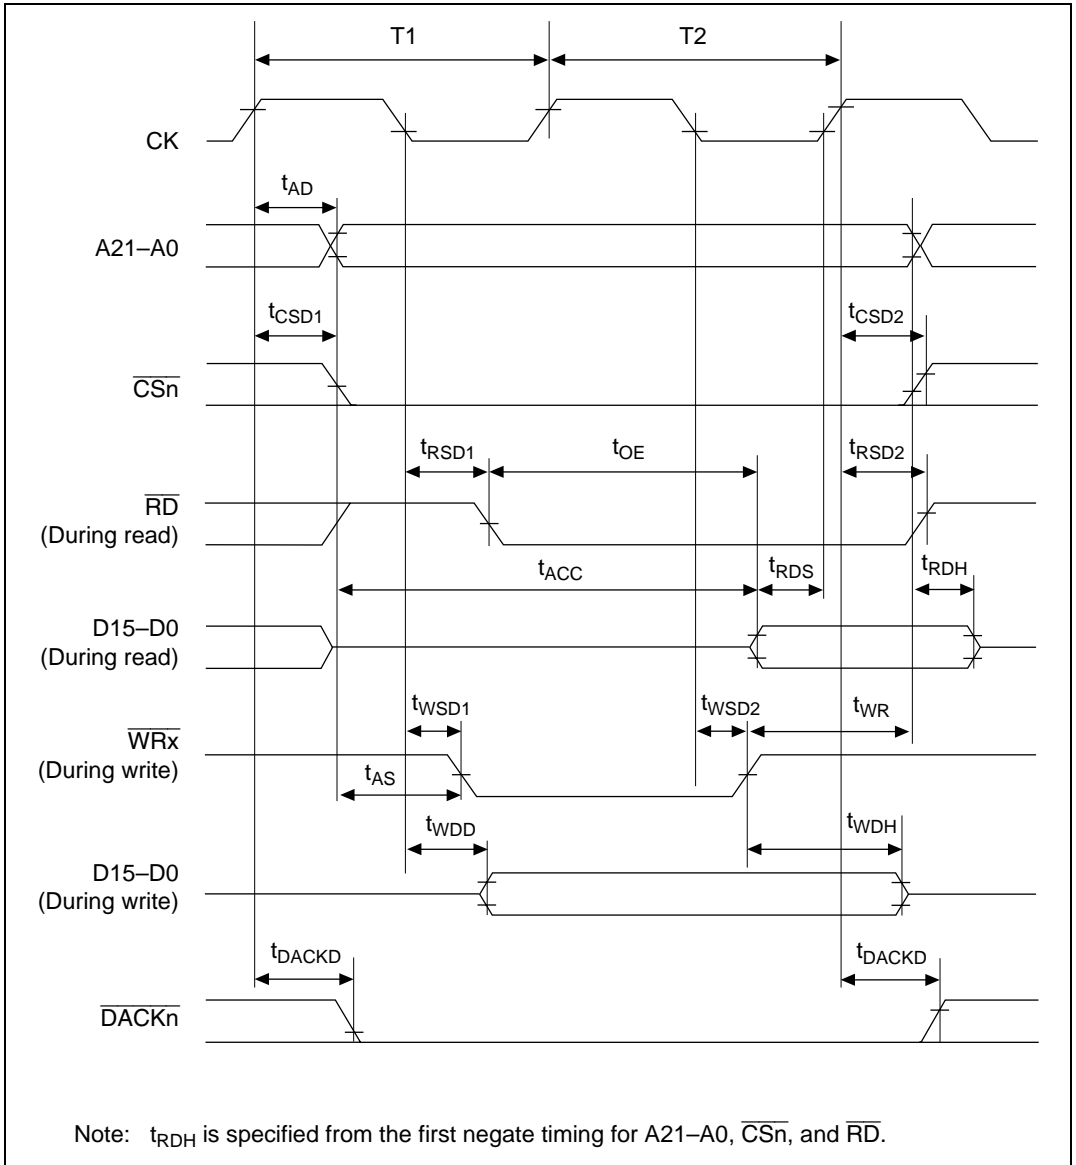 T1 T2
CK
tAD
A21–A0
tCSD1 tCSD2
CSn
tRSD1 tOE tRSD2
RD
(During read)
tACC tRDS tRDH
D15–D0
(During read)
tWSD1 tWSD2 tWR
WRx
(During write)
tAS
tWDD tWDH
D15–D0
(During write)
tDACKD tDACKD
DACKn
Note: tRDH is specified from the first negate timing for A21–A0, CSn, and RD.